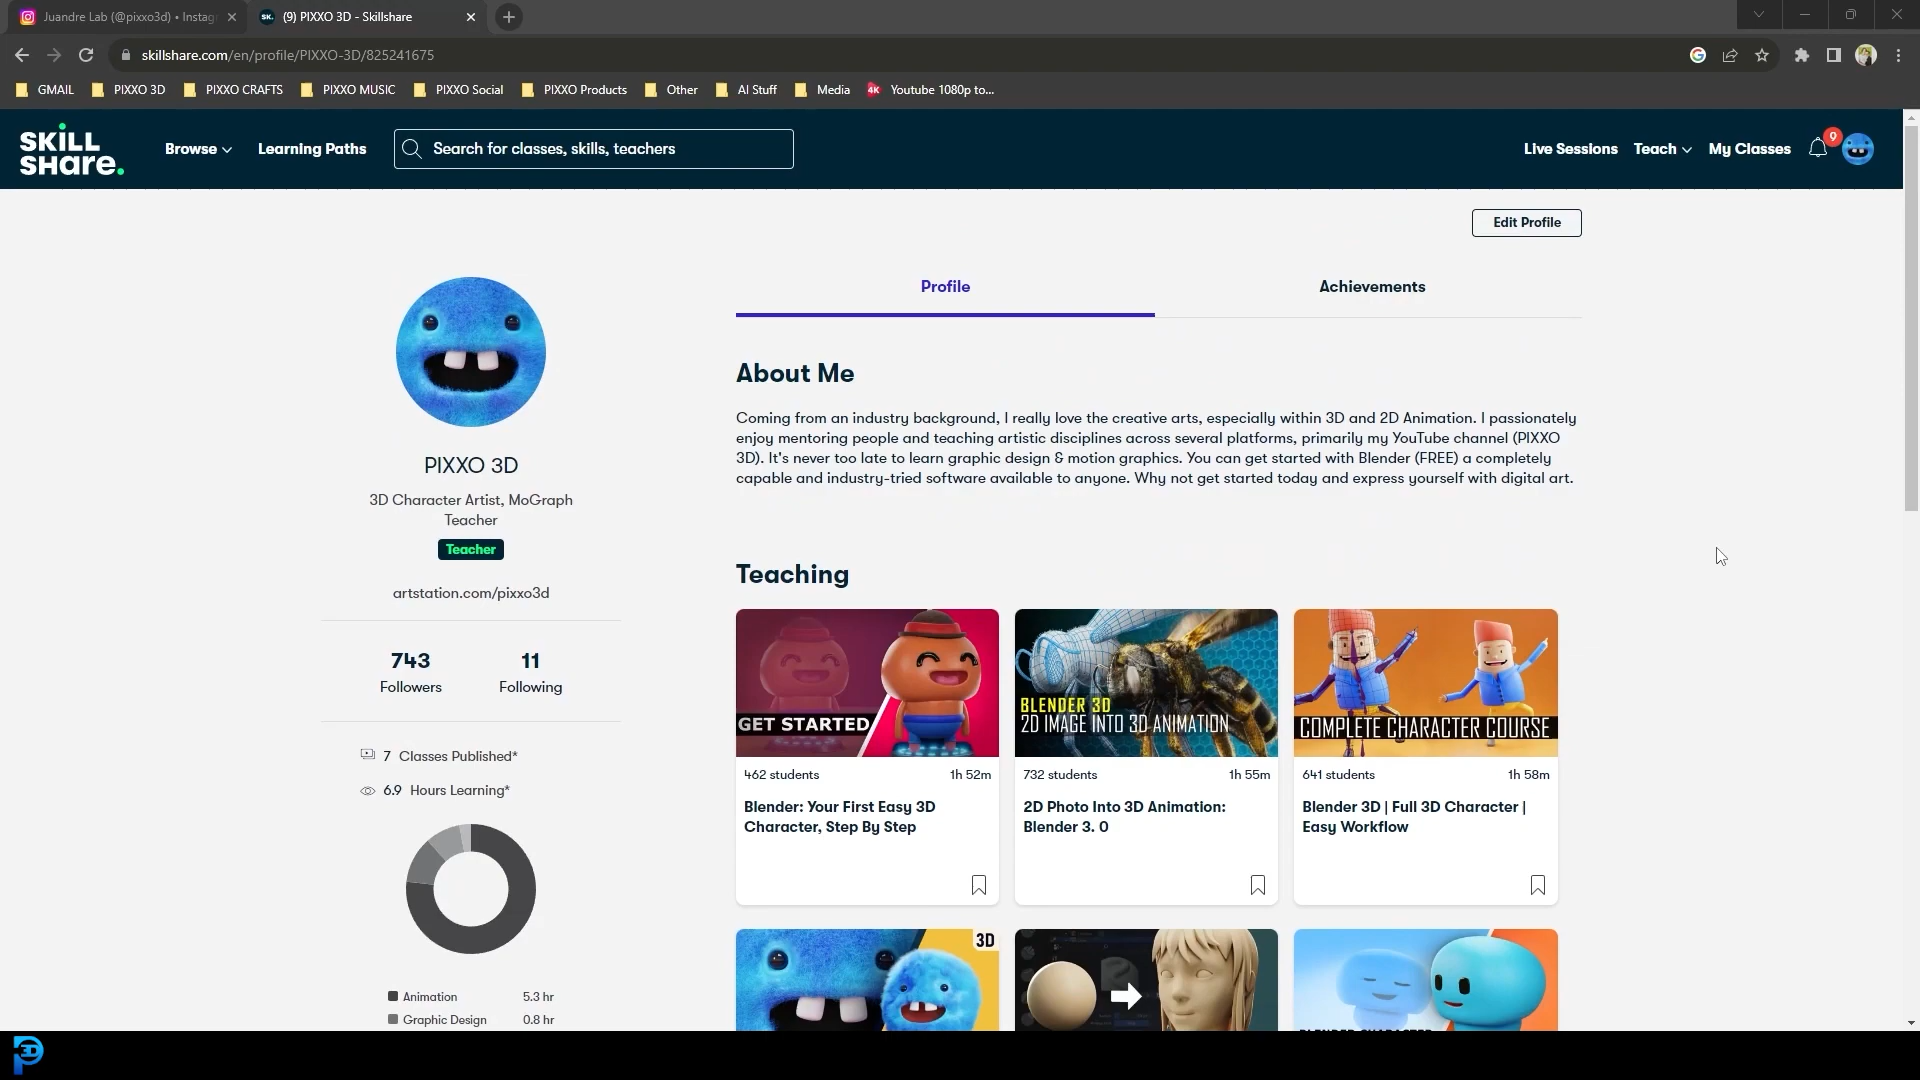 Juandre Lab (@pixxo3d) • Instag
SK. (9) PIXXO 3D - Skillshare
skillshare.com/en/profile/PIXXO-3D/825241675
GMAIL PIXXO 3D PIXXO CRAFTS PIXXO MUSIC PIXXO Social PIXXO Products Other AI Stuff Media 4K Youtube 1080p to...
SKILL
SHARE.
Browse Learning Paths Search for classes, skills, teachers Live Sessions Teach My Classes 9
Edit Profile
Profile Achievements
PIXXO 3D
3D Character Artist, MoGraph
Teacher
Teacher
artstation.com/pixxo3d
743 11
Followers Following
7 Classes Published*
6.9 Hours Learning*
Animation 5.3 hr
Graphic Design 0.8 hr
About Me
Coming from an industry background, I really love the creative arts, especially within 3D and 2D Animation. I passionately
enjoy mentoring people and teaching artistic disciplines across several platforms, primarily my YouTube channel (PIXXO
3D). It's never too late to learn graphic design & motion graphics. You can get started with Blender (FREE) a completely
capable and industry-tried software available to anyone. Why not get started today and express yourself with digital art.
Teaching
GET STARTED
462 students 1h 52m
Blender: Your First Easy 3D
Character, Step By Step
BLENDER 3D
2D IMAGE INTO 3D ANIMATION
732 students 1h 55m
2D Photo Into 3D Animation:
Blender 3. 0
COMPLETE CHARACTER COURSE
641 students 1h 58m
Blender 3D | Full 3D Character |
Easy Workflow
3D
BLENDER CHARACTER
3D